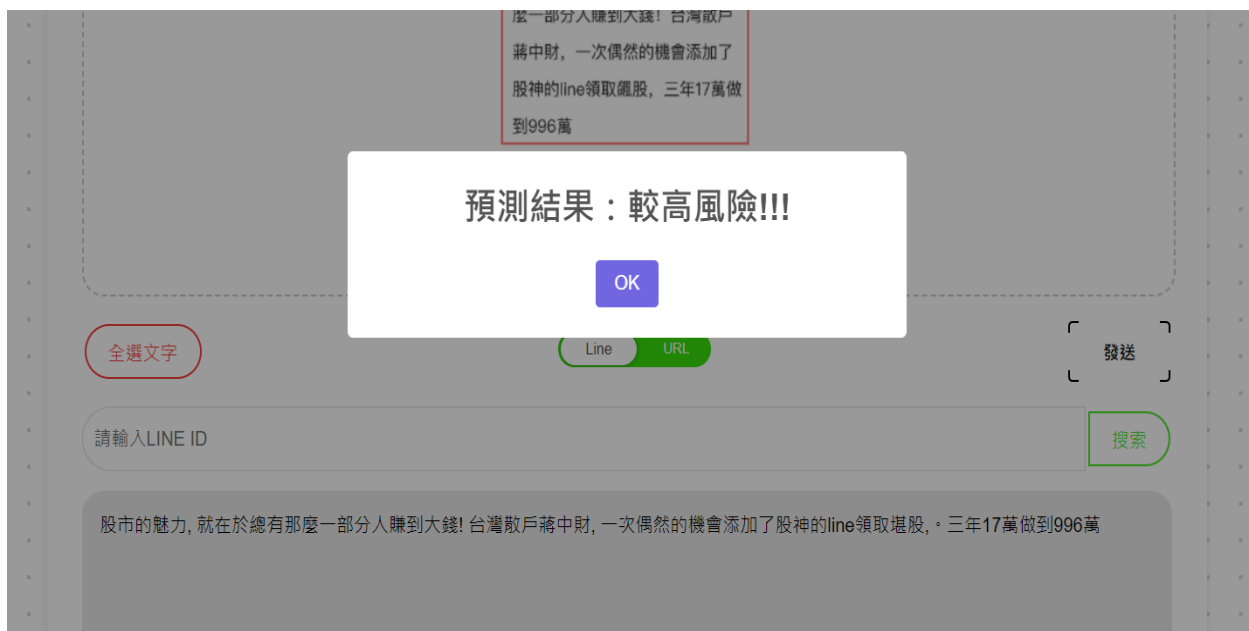 麼一部分人賺到大錢！台灣散戶
蔣中財，一次偶然的機會添加了
股神的line領取飆股，三年17萬做
到996萬
預測結果：較高風險!!!
OK
全選文字
Line
URL
發送
請輸入LINE ID
搜索
股市的魅力, 就在於總有那麼一部分人賺到大錢! 台灣散戶蔣中財, 一次偶然的機會添加了股神的line領取堪股,。三年17萬做到996萬